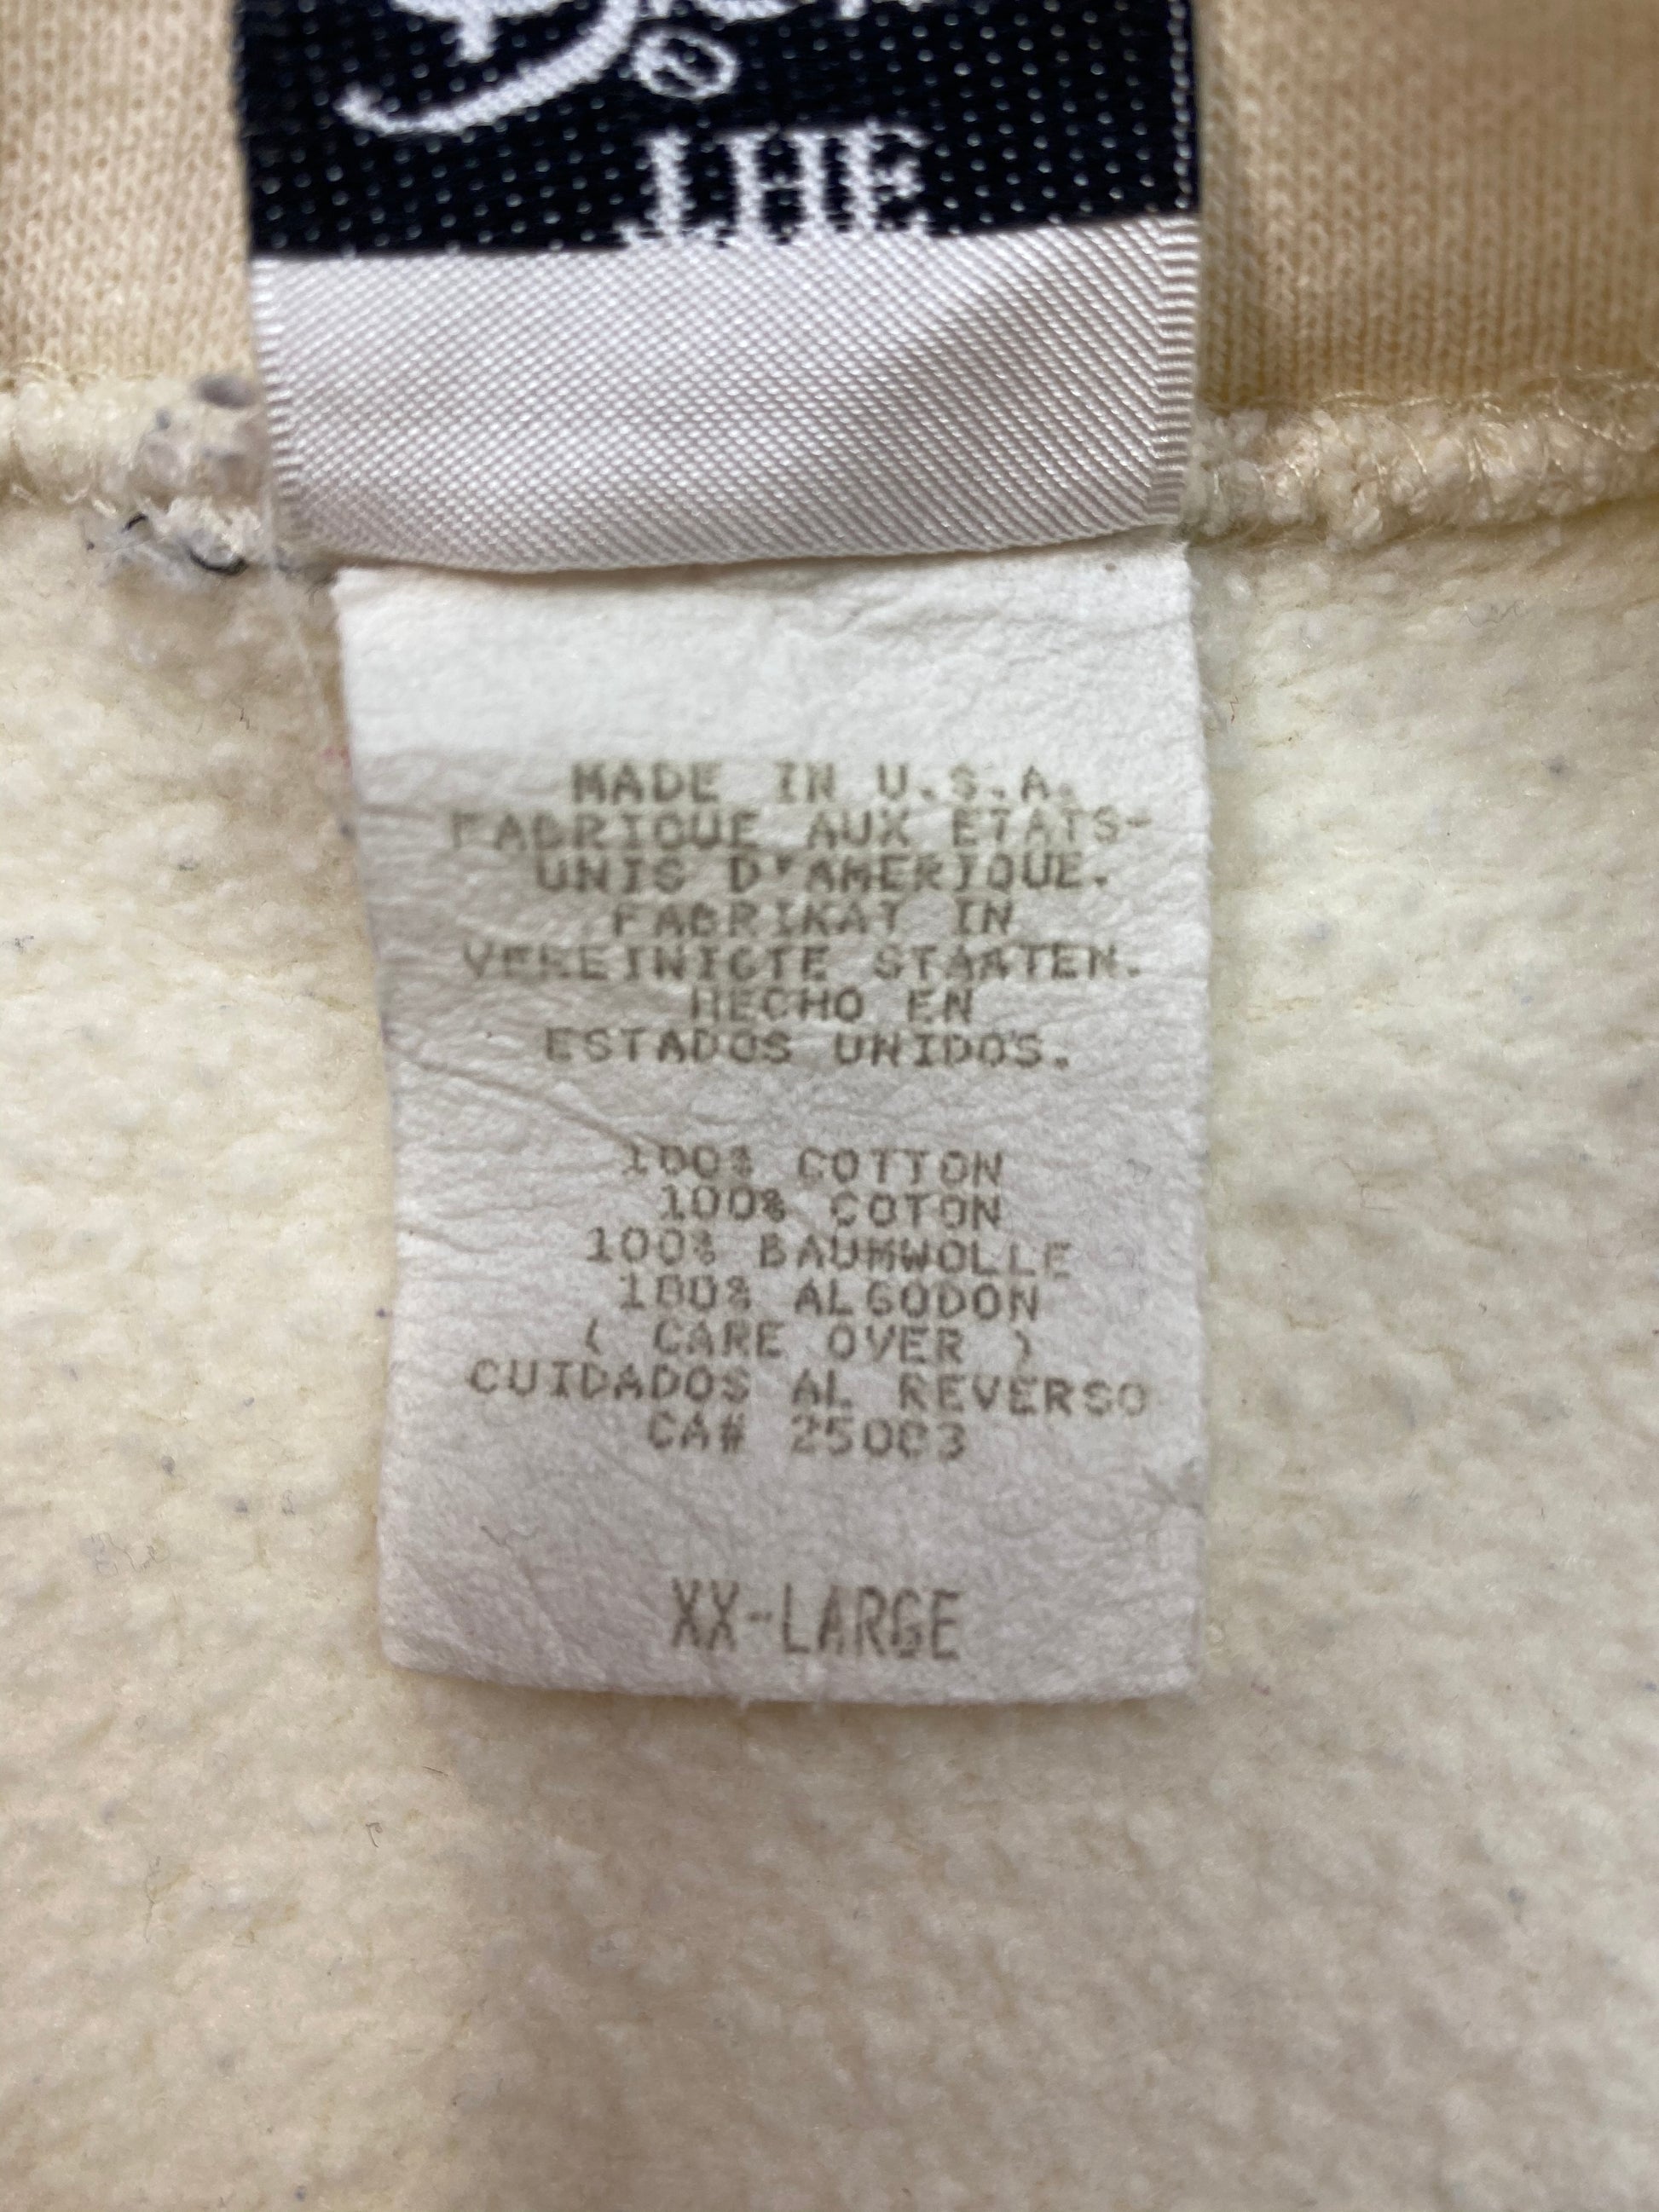 THE
MADE IN U.S.A.
FABRIQUE AUX ETATS-
UNIS D'AMERIQUE.
FABRIKAT IN
VEREINIGTE STAATEN.
HECHO EN
ESTADOS UNIDOS.
100% COTTON
100% COTON
100% BAUMWOLLE
100% ALGODON
( CARE OVER )
CUIDADOS AL REVERSO
CA# 25003
XX-LARGE